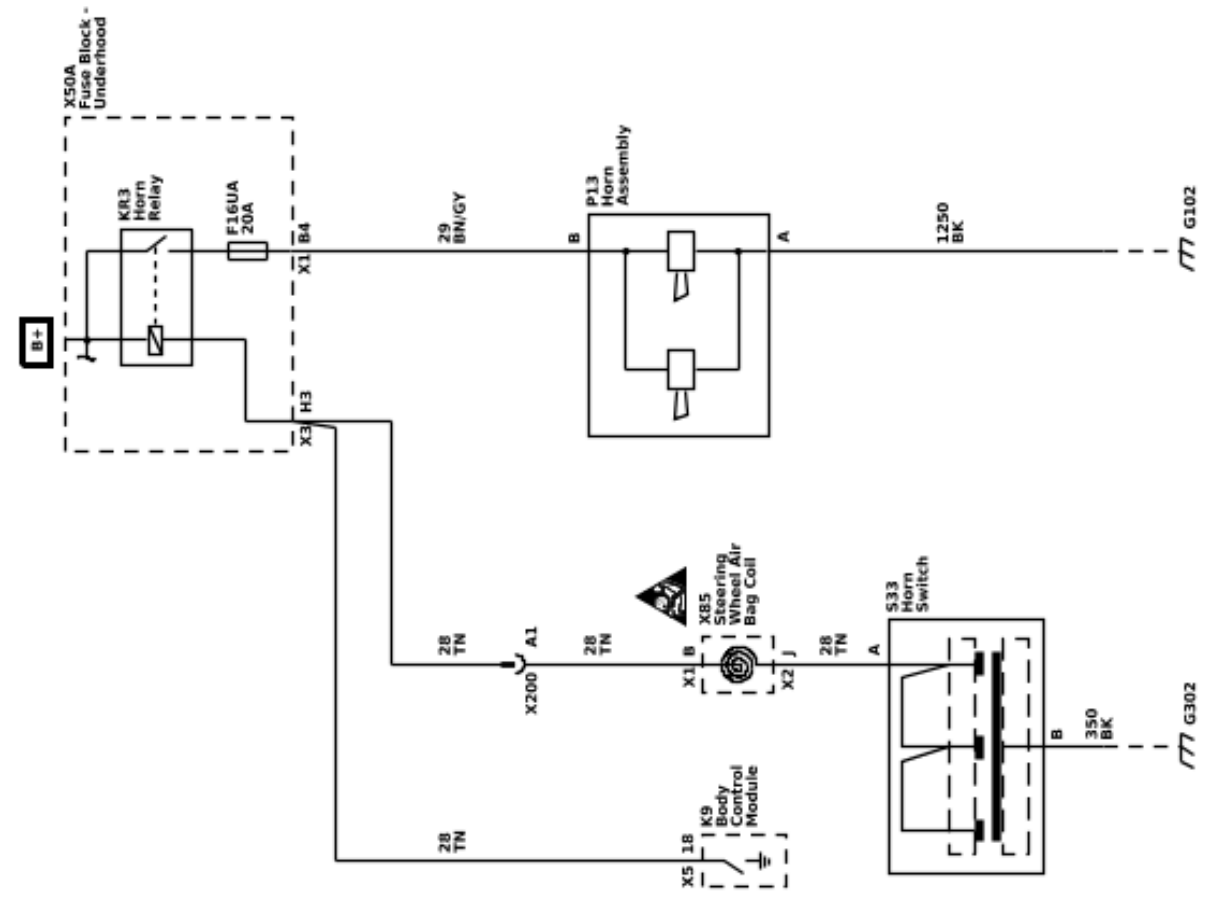 B+
X50A
Fuse Block -
Underhood
KR3
Horn
Relay
F16UA
20A
X3 H3
X1 B4
29
BN/GY
P13
Horn
Assembly
B
A
1250
BK
G102
28
TN
X200 A1
28
TN
X85
Steering
Wheel Air
Bag Coil
X1 B
X2 J
28
TN
S33
Horn
Switch
A
B
350
BK
G302
28
TN
K9
Body
Control
Module
X5 18